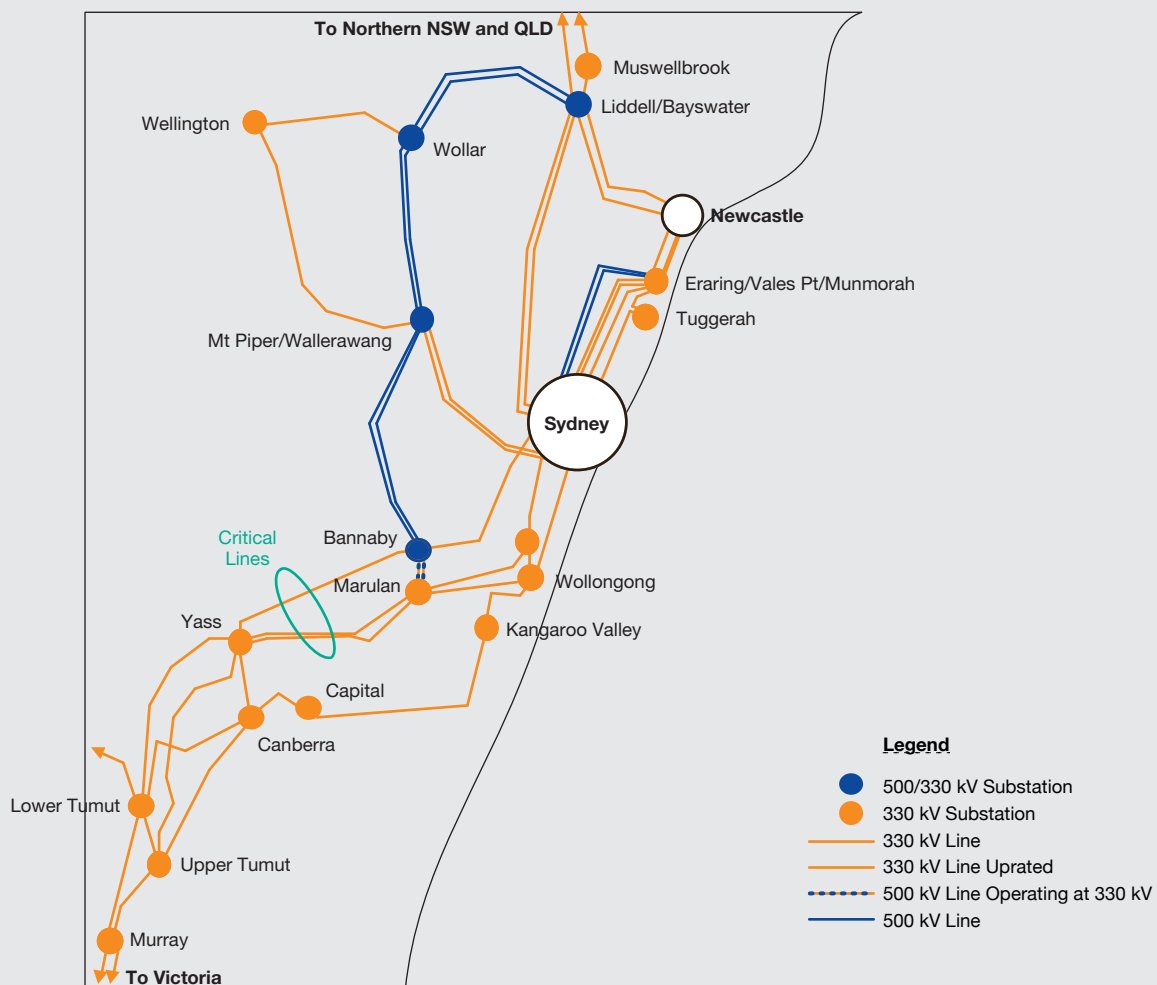 To Northern NSW and QLD
Muswellbrook
Liddell/Bayswater
Wellington
Wollar
Newcastle
Eraring/Vales Pt/Munmorah
Tuggerah
Mt Piper/Wallerawang
Sydney
Critical
Lines
Bannaby
Marulan
Wollongong
Yass
Kangaroo Valley
Capital
Canberra
Lower Tumut
Upper Tumut
Murray
To Victoria
Legend
500/330 kV Substation
330 kV Substation
330 kV Line
330 kV Line Uprated
500 kV Line Operating at 330 kV
500 kV Line